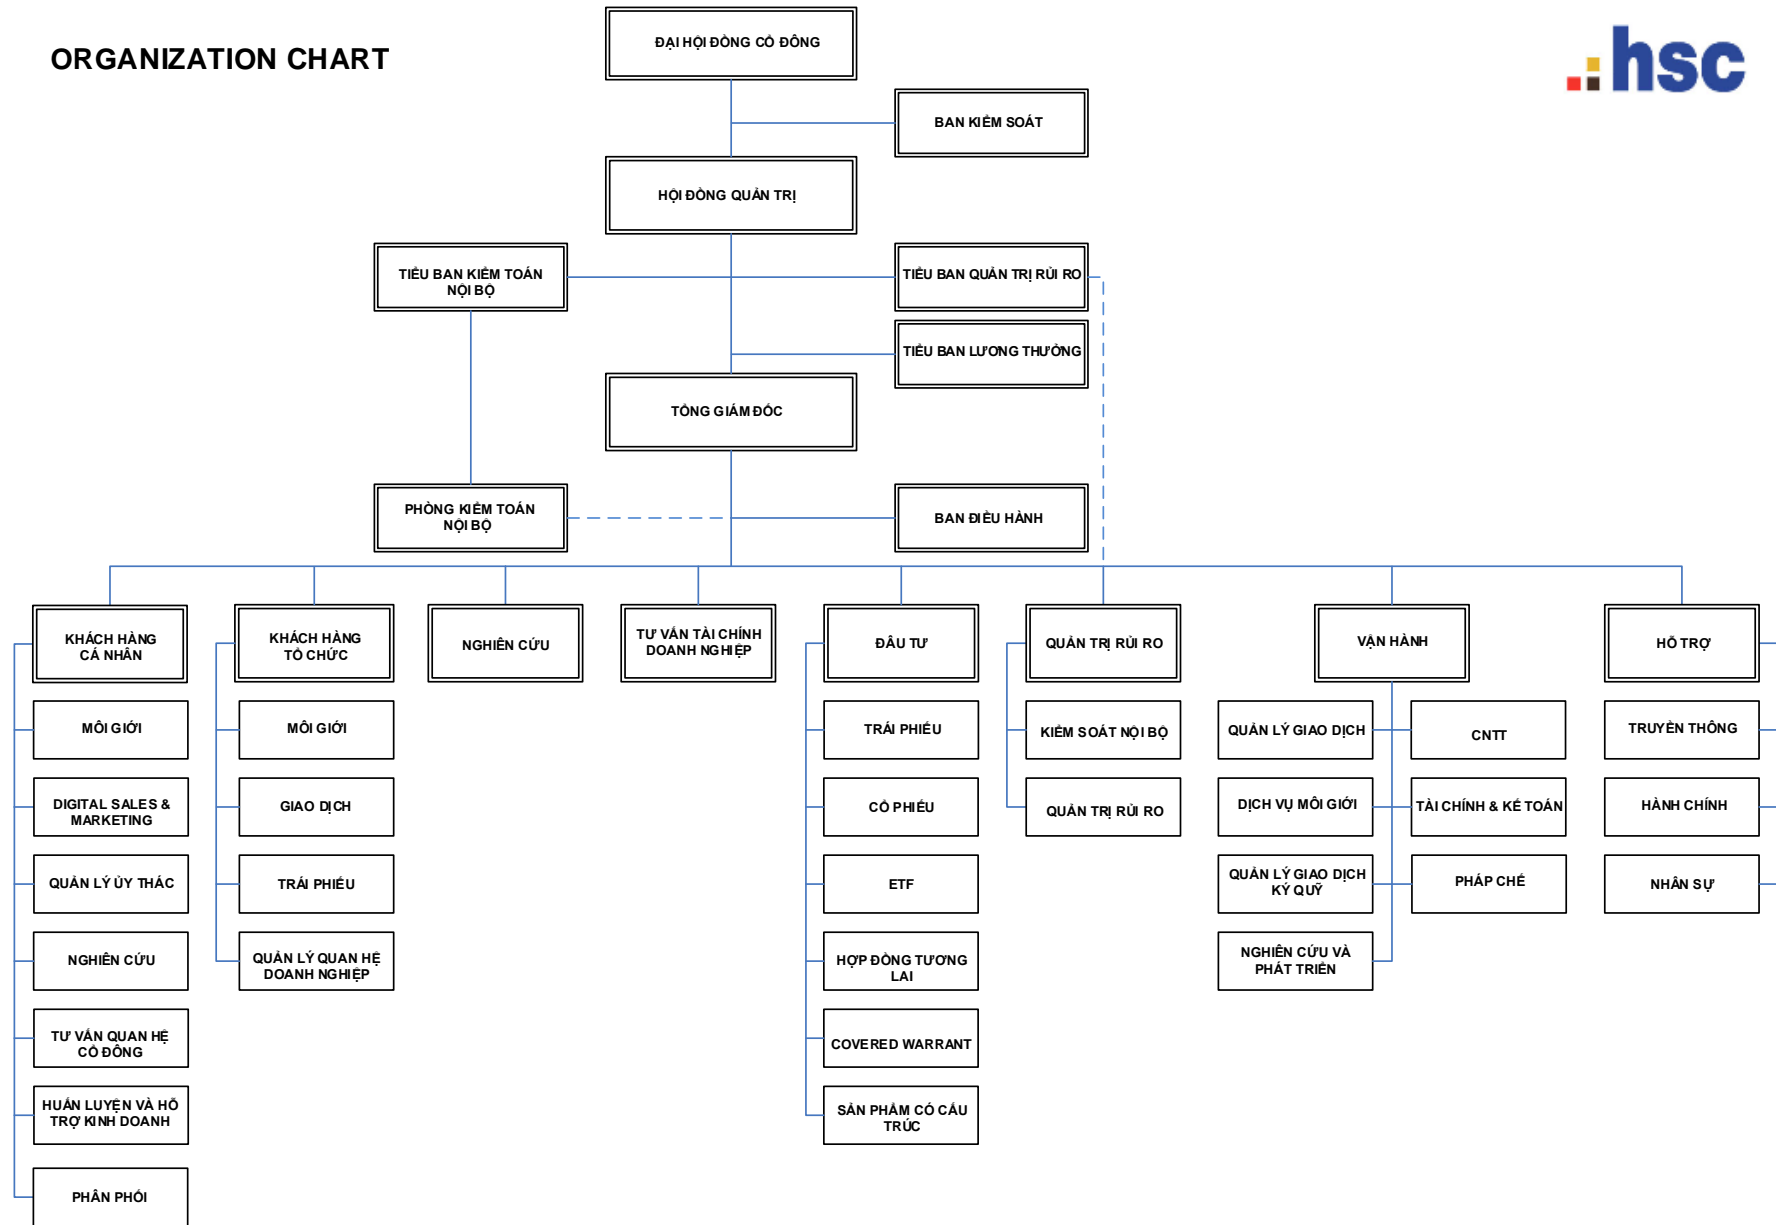 ORGANIZATION CHART
hsc
ĐẠI HỘI ĐỒNG CỔ ĐÔNG
BAN KIỂM SOÁT
HỘI ĐỒNG QUẢN TRỊ
TIỂU BAN KIỂM TOÁN
NỘI BỘ
TIỂU BAN QUẢN TRỊ RỦI RO
TIỂU BAN LƯƠNG THƯỞNG
TỔNG GIÁM ĐỐC
PHÒNG KIỂM TOÁN
NỘI BỘ
BAN ĐIỀU HÀNH
KHÁCH HÀNG
CÁ NHÂN
MÔI GIỚI
DIGITAL SALES &
MARKETING
QUẢN LÝ ỦY THÁC
NGHIÊN CỨU
TƯ VẤN QUAN HỆ
CỔ ĐÔNG
HUẤN LUYỆN VÀ HỖ
TRỢ KINH DOANH
PHÂN PHỐI
KHÁCH HÀNG
TỔ CHỨC
MÔI GIỚI
GIAO DỊCH
TRÁI PHIẾU
QUẢN LÝ QUAN HỆ
DOANH NGHIỆP
NGHIÊN CỨU
TƯ VẤN TÀI CHÍNH
DOANH NGHIỆP
ĐẦU TƯ
TRÁI PHIẾU
CỔ PHIẾU
ETF
HỢP ĐỒNG TƯƠNG
LAI
COVERED WARRANT
SẢN PHẨM CÓ CẤU
TRÚC
QUẢN TRỊ RỦI RO
KIỂM SOÁT NỘI BỘ
QUẢN TRỊ RỦI RO
VẬN HÀNH
QUẢN LÝ GIAO DỊCH
CNTT
DỊCH VỤ MÔI GIỚI
TÀI CHÍNH & KẾ TOÁN
QUẢN LÝ GIAO DỊCH
KÝ QUỸ
PHÁP CHẾ
NGHIÊN CỨU VÀ
PHÁT TRIỂN
HỖ TRỢ
TRUYỀN THÔNG
HÀNH CHÍNH
NHÂN SỰ